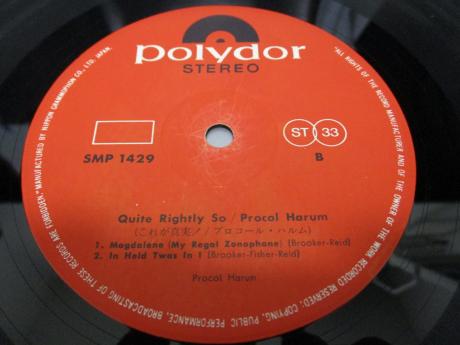 polydor
STEREO
SMP 1429
ST 33
B
Quite Rightly So / Procol Harum
(これが真実/プロコール・ハルム)
1. Magdalene (My Regal Zonophone) (Brooker-Reid)
2. In Held Twas In I (Brooker-Fisher-Reid)
Procol Harum
"ALL RIGHTS OF THE RECORD MANUFACTURER AND OF THE OWNER OF THE WORK RECORDED RESERVED; COPYING, PUBLIC PERFORMANCE, BROADCASTING OF THESE RECORDS ARE FORBIDDEN." MANUFACTURED BY NIPPON GRAMMOPHON CO., LTD., JAPAN.